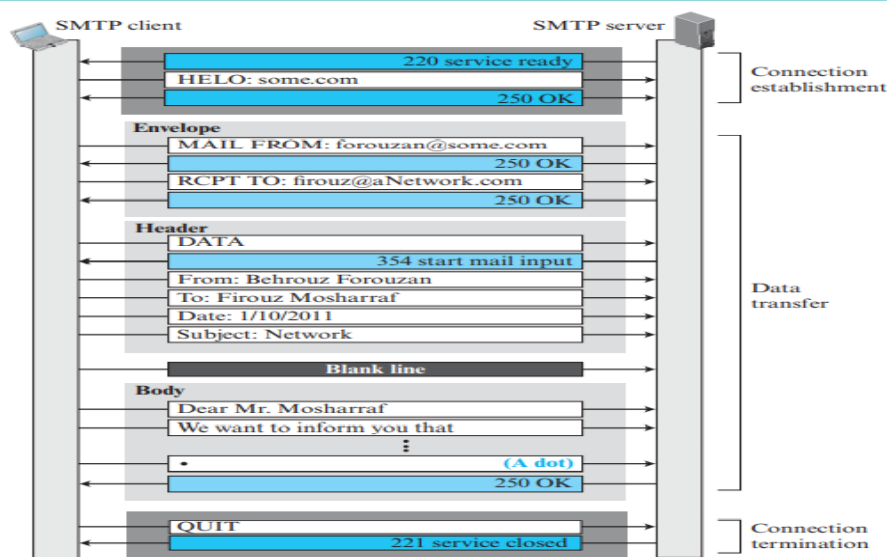 SMTP client
SMTP server
220 service ready
HELO: some.com
250 OK
Connection
establishment
Envelope
MAIL FROM: forouzan@some.com
250 OK
RCPT TO: firouz@aNetwork.com
250 OK
Header
DATA
354 start mail input
From: Behrouz Forouzan
To: Firouz Mosharraf
Date: 1/10/2011
Subject: Network
Data
transfer
Blank line
Body
Dear Mr. Mosharraf
We want to inform you that
⋮
• (A dot)
250 OK
QUIT
221 service closed
Connection
termination